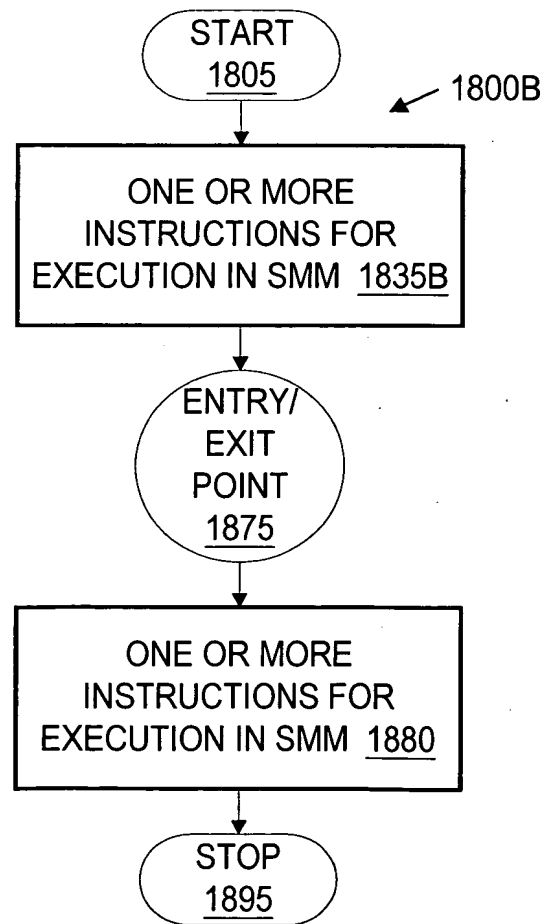 START
1805
1800B
ONE OR MORE
INSTRUCTIONS FOR
EXECUTION IN SMM 1835B
ENTRY/
EXIT
POINT
1875
ONE OR MORE
INSTRUCTIONS FOR
EXECUTION IN SMM 1880
STOP
1895